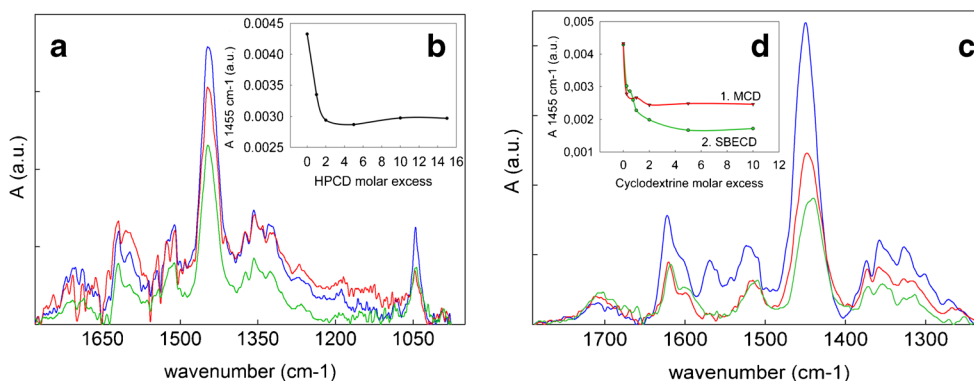 a
b
A (a.u.)
wavenumber (cm-1)
1650 1500 1350 1200 1050
A 1455 cm-1 (a.u.)
0.0045
0.0040
0.0035
0.0030
0.0025
0 2 4 6 8 10 12 14 16
HPCD molar excess
d
c
A (a.u.)
wavenumber (cm-1)
1700 1600 1500 1400 1300
A 1455 cm-1 (a.u.)
0,005
0,004
0,003
0,002
0,001
0 2 4 6 8 10 12
Cyclodextrine molar excess
1. MCD
2. SBECD